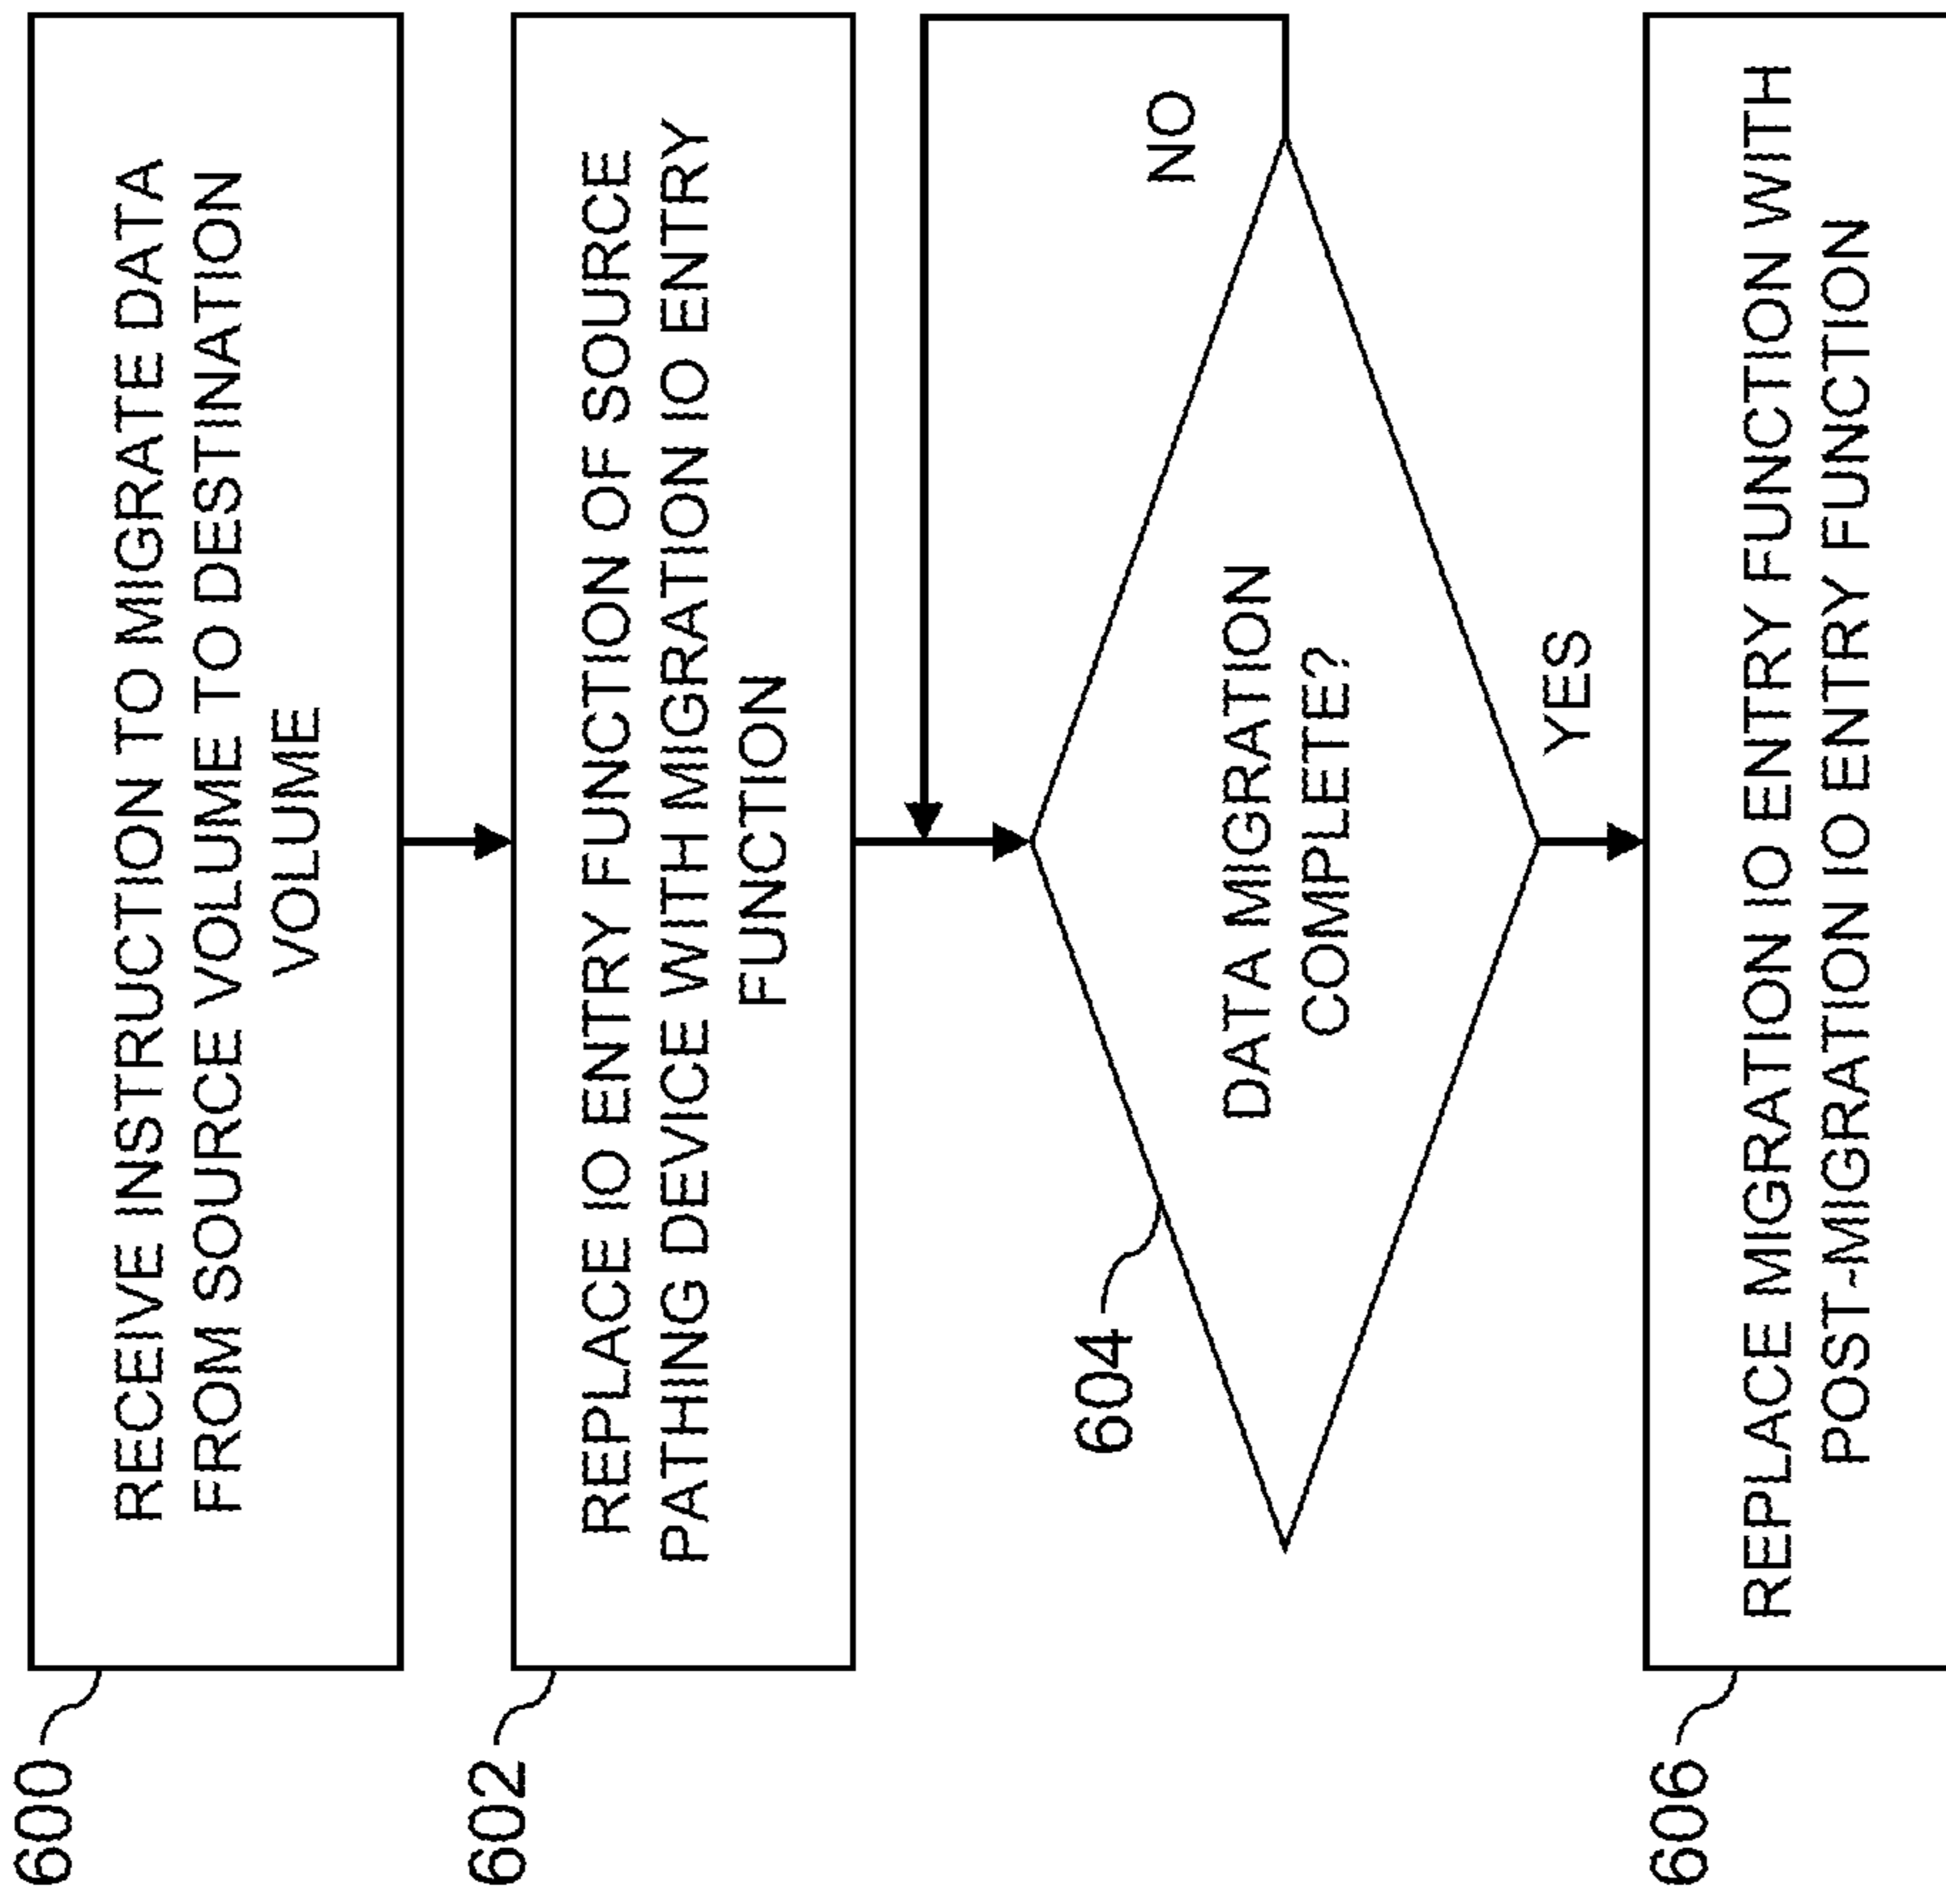 600
RECEIVE INSTRUCTION TO MIGRATE DATA
FROM SOURCE VOLUME TO DESTINATION
VOLUME
602
REPLACE IO ENTRY FUNCTION OF SOURCE
PATHING DEVICE WITH MIGRATION IO ENTRY
FUNCTION
604
DATA MIGRATION
COMPLETE?
NO
YES
606
REPLACE MIGRATION IO ENTRY FUNCTION WITH
POST-MIGRATION IO ENTRY FUNCTION